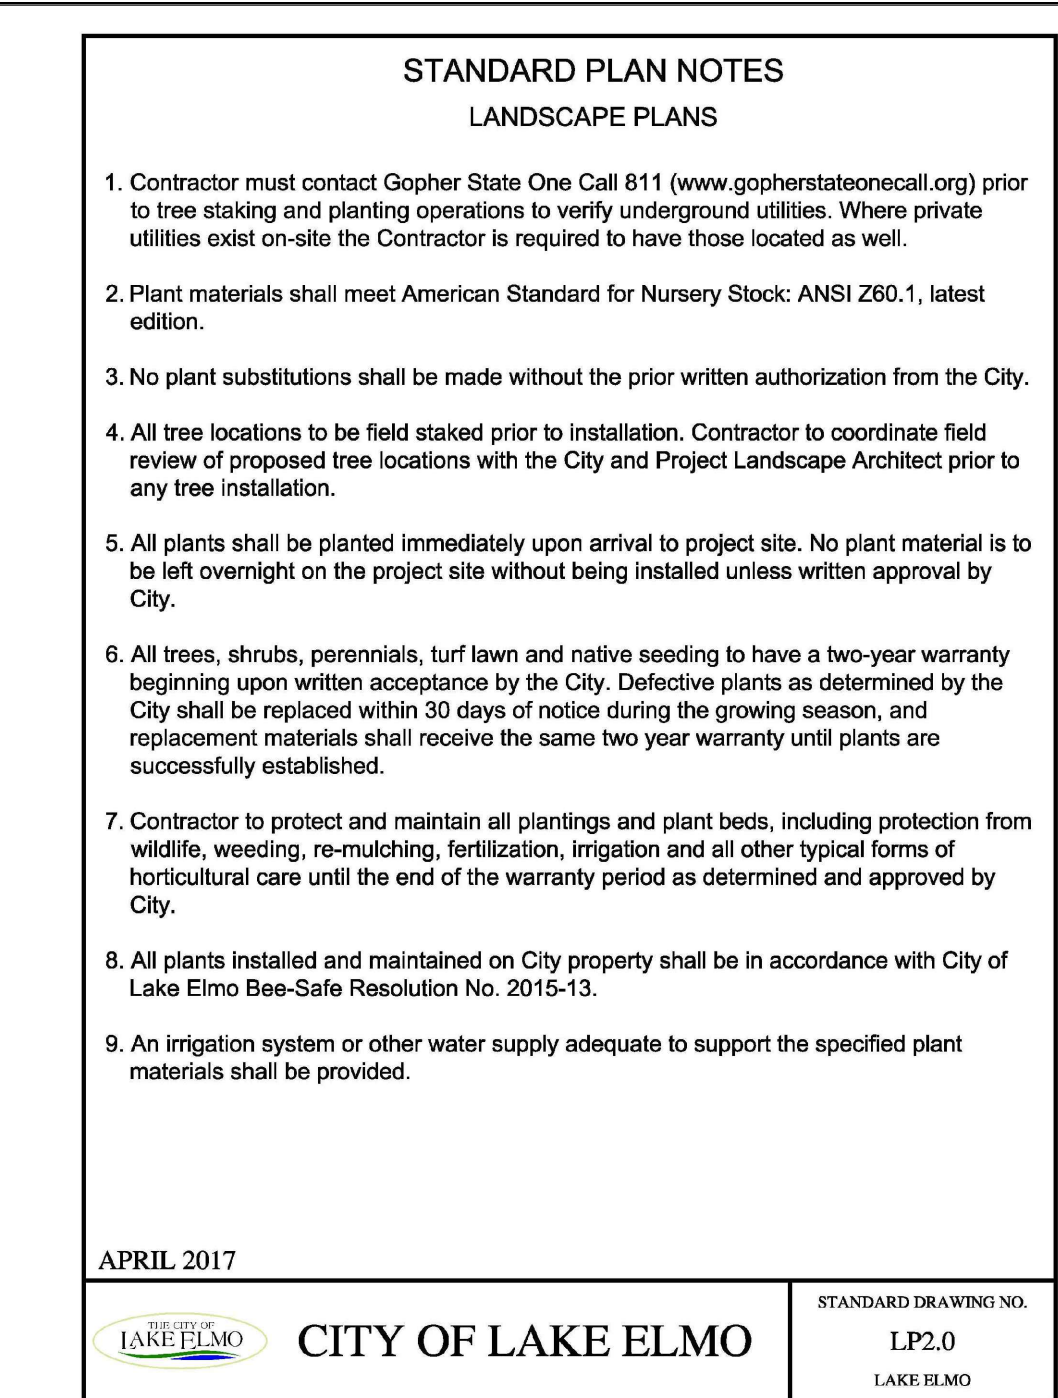 STANDARD PLAN NOTES
LANDSCAPE PLANS
1. Contractor must contact Gopher State One Call 811 (www.gopherstateonecall.org) prior
to tree staking and planting operations to verify underground utilities. Where private
utilities exist on-site the Contractor is required to have those located as well.
2. Plant materials shall meet American Standard for Nursery Stock: ANSI Z60.1, latest
edition.
3. No plant substitutions shall be made without the prior written authorization from the City.
4. All tree locations to be field staked prior to installation. Contractor to coordinate field
review of proposed tree locations with the City and Project Landscape Architect prior to
any tree installation.
5. All plants shall be planted immediately upon arrival to project site. No plant material is to
be left overnight on the project site without being installed unless written approval by
City.
6. All trees, shrubs, perennials, turf lawn and native seeding to have a two-year warranty
beginning upon written acceptance by the City. Defective plants as determined by the
City shall be replaced within 30 days of notice during the growing season, and
replacement materials shall receive the same two year warranty until plants are
successfully established.
7. Contractor to protect and maintain all plantings and plant beds, including protection from
wildlife, weeding, re-mulching, fertilization, irrigation and all other typical forms of
horticultural care until the end of the warranty period as determined and approved by
City.
8. All plants installed and maintained on City property shall be in accordance with City of
Lake Elmo Bee-Safe Resolution No. 2015-13.
9. An irrigation system or other water supply adequate to support the specified plant
materials shall be provided.
APRIL 2017
THE CITY OF
LAKE ELMO
CITY OF LAKE ELMO
STANDARD DRAWING NO.
LP2.0
LAKE ELMO